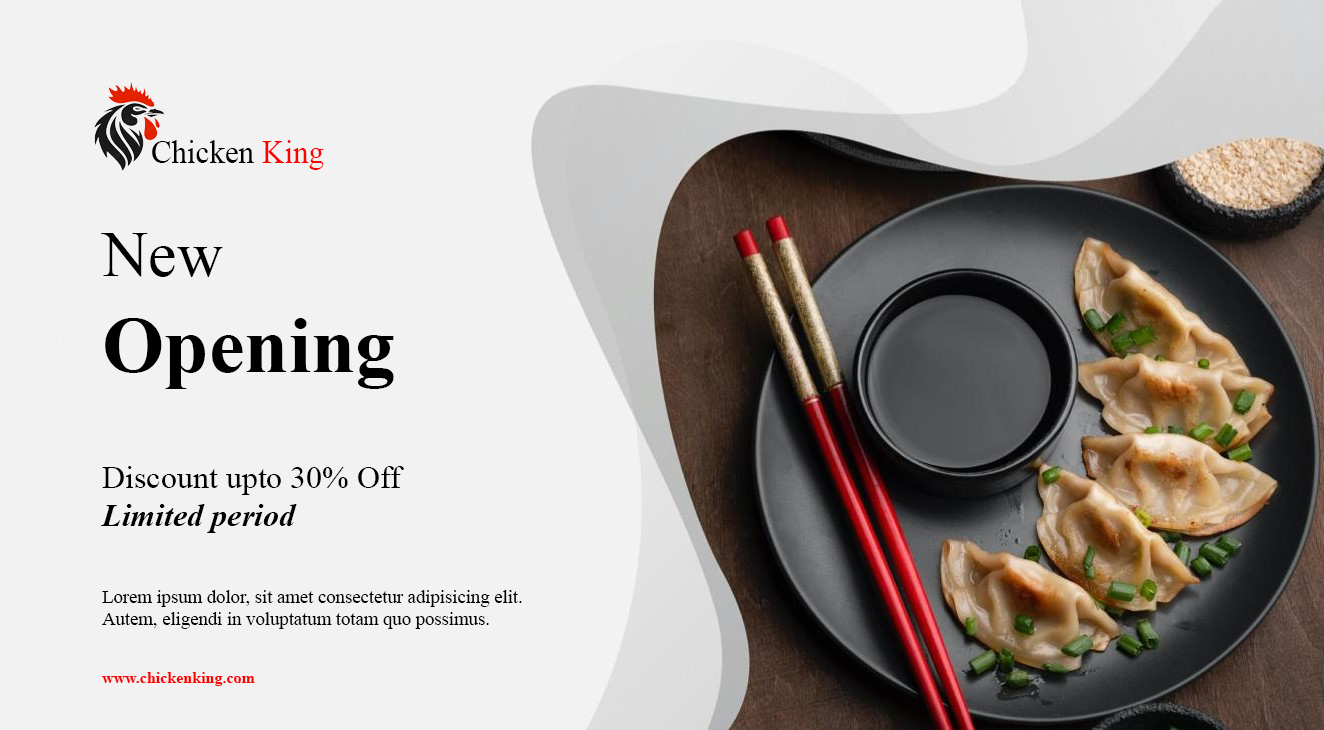 Chicken King
New
Opening
Discount upto 30% Off
Limited period
Lorem ipsum dolor, sit amet consectetur adipisicing elit.
Autem, eligendi in voluptatum totam quo possimus.
www.chickenking.com